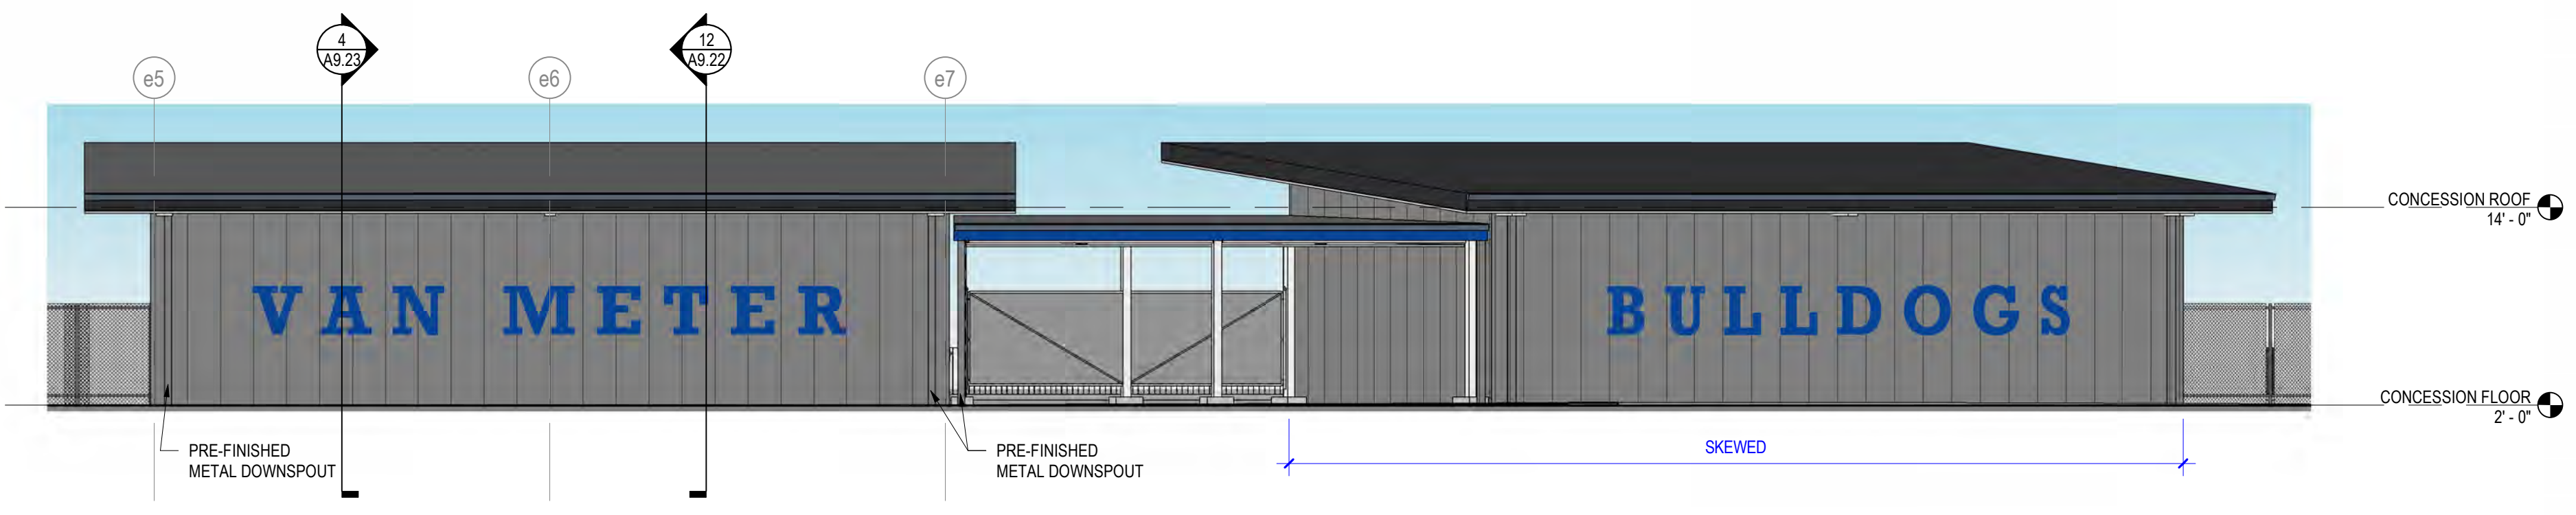 4
A9.23
12
A9.22
e5
e6
e7
CONCESSION ROOF
14' - 0"
VAN METER
BULLDOGS
CONCESSION FLOOR
2' - 0"
PRE-FINISHED
METAL DOWNSPOUT
PRE-FINISHED
METAL DOWNSPOUT
SKEWED